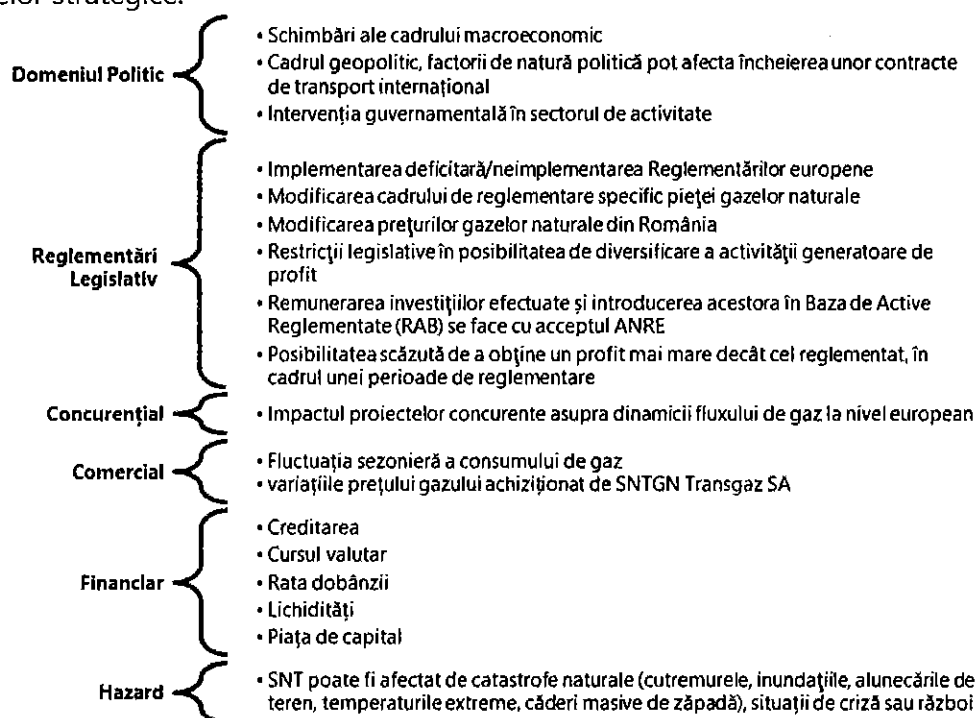 elor strategice.
• Schimbări ale cadrului macroeconomic
Domeniul Politic
• Cadrul geopolitic, factorii de natură politică pot afecta încheierea unor contracte
de transport internațional
• Intervenția guvernamentală în sectorul de activitate
• Implementarea deficitară/neimplementarea Reglementărilor europene
• Modificarea cadrului de reglementare specific pieţei gazelor naturale
• Modificarea preţurilor gazelor naturale din România
Reglementări
Legislativ
• Restricţii legislative în posibilitatea de diversificare a activităţii generatoare de
profit
• Remunerarea investiţiilor efectuate și introducerea acestora în Baza de Active
Reglementate (RAB) se face cu acceptul ANRE
• Posibilitatea scăzută de a obţine un profit mai mare decât cel reglementat, în
cadrul unei perioade de reglementare
Concurențial
• Impactul proiectelor concurente asupra dinamicii fluxului de gaz la nivel european
Comercial
• Fluctuația sezonieră a consumului de gaz
• variațiile prețului gazului achiziționat de SNTGN Transgaz SA
Financiar
• Creditarea
• Cursul valutar
• Rata dobânzii
• Lichidități
• Piața de capital
Hazard
• SNT poate fi afectat de catastrofe naturale (cutremurele, inundațiile, alunecările de
teren, temperaturile extreme, căderi masive de zăpadă), situații de criză sau război